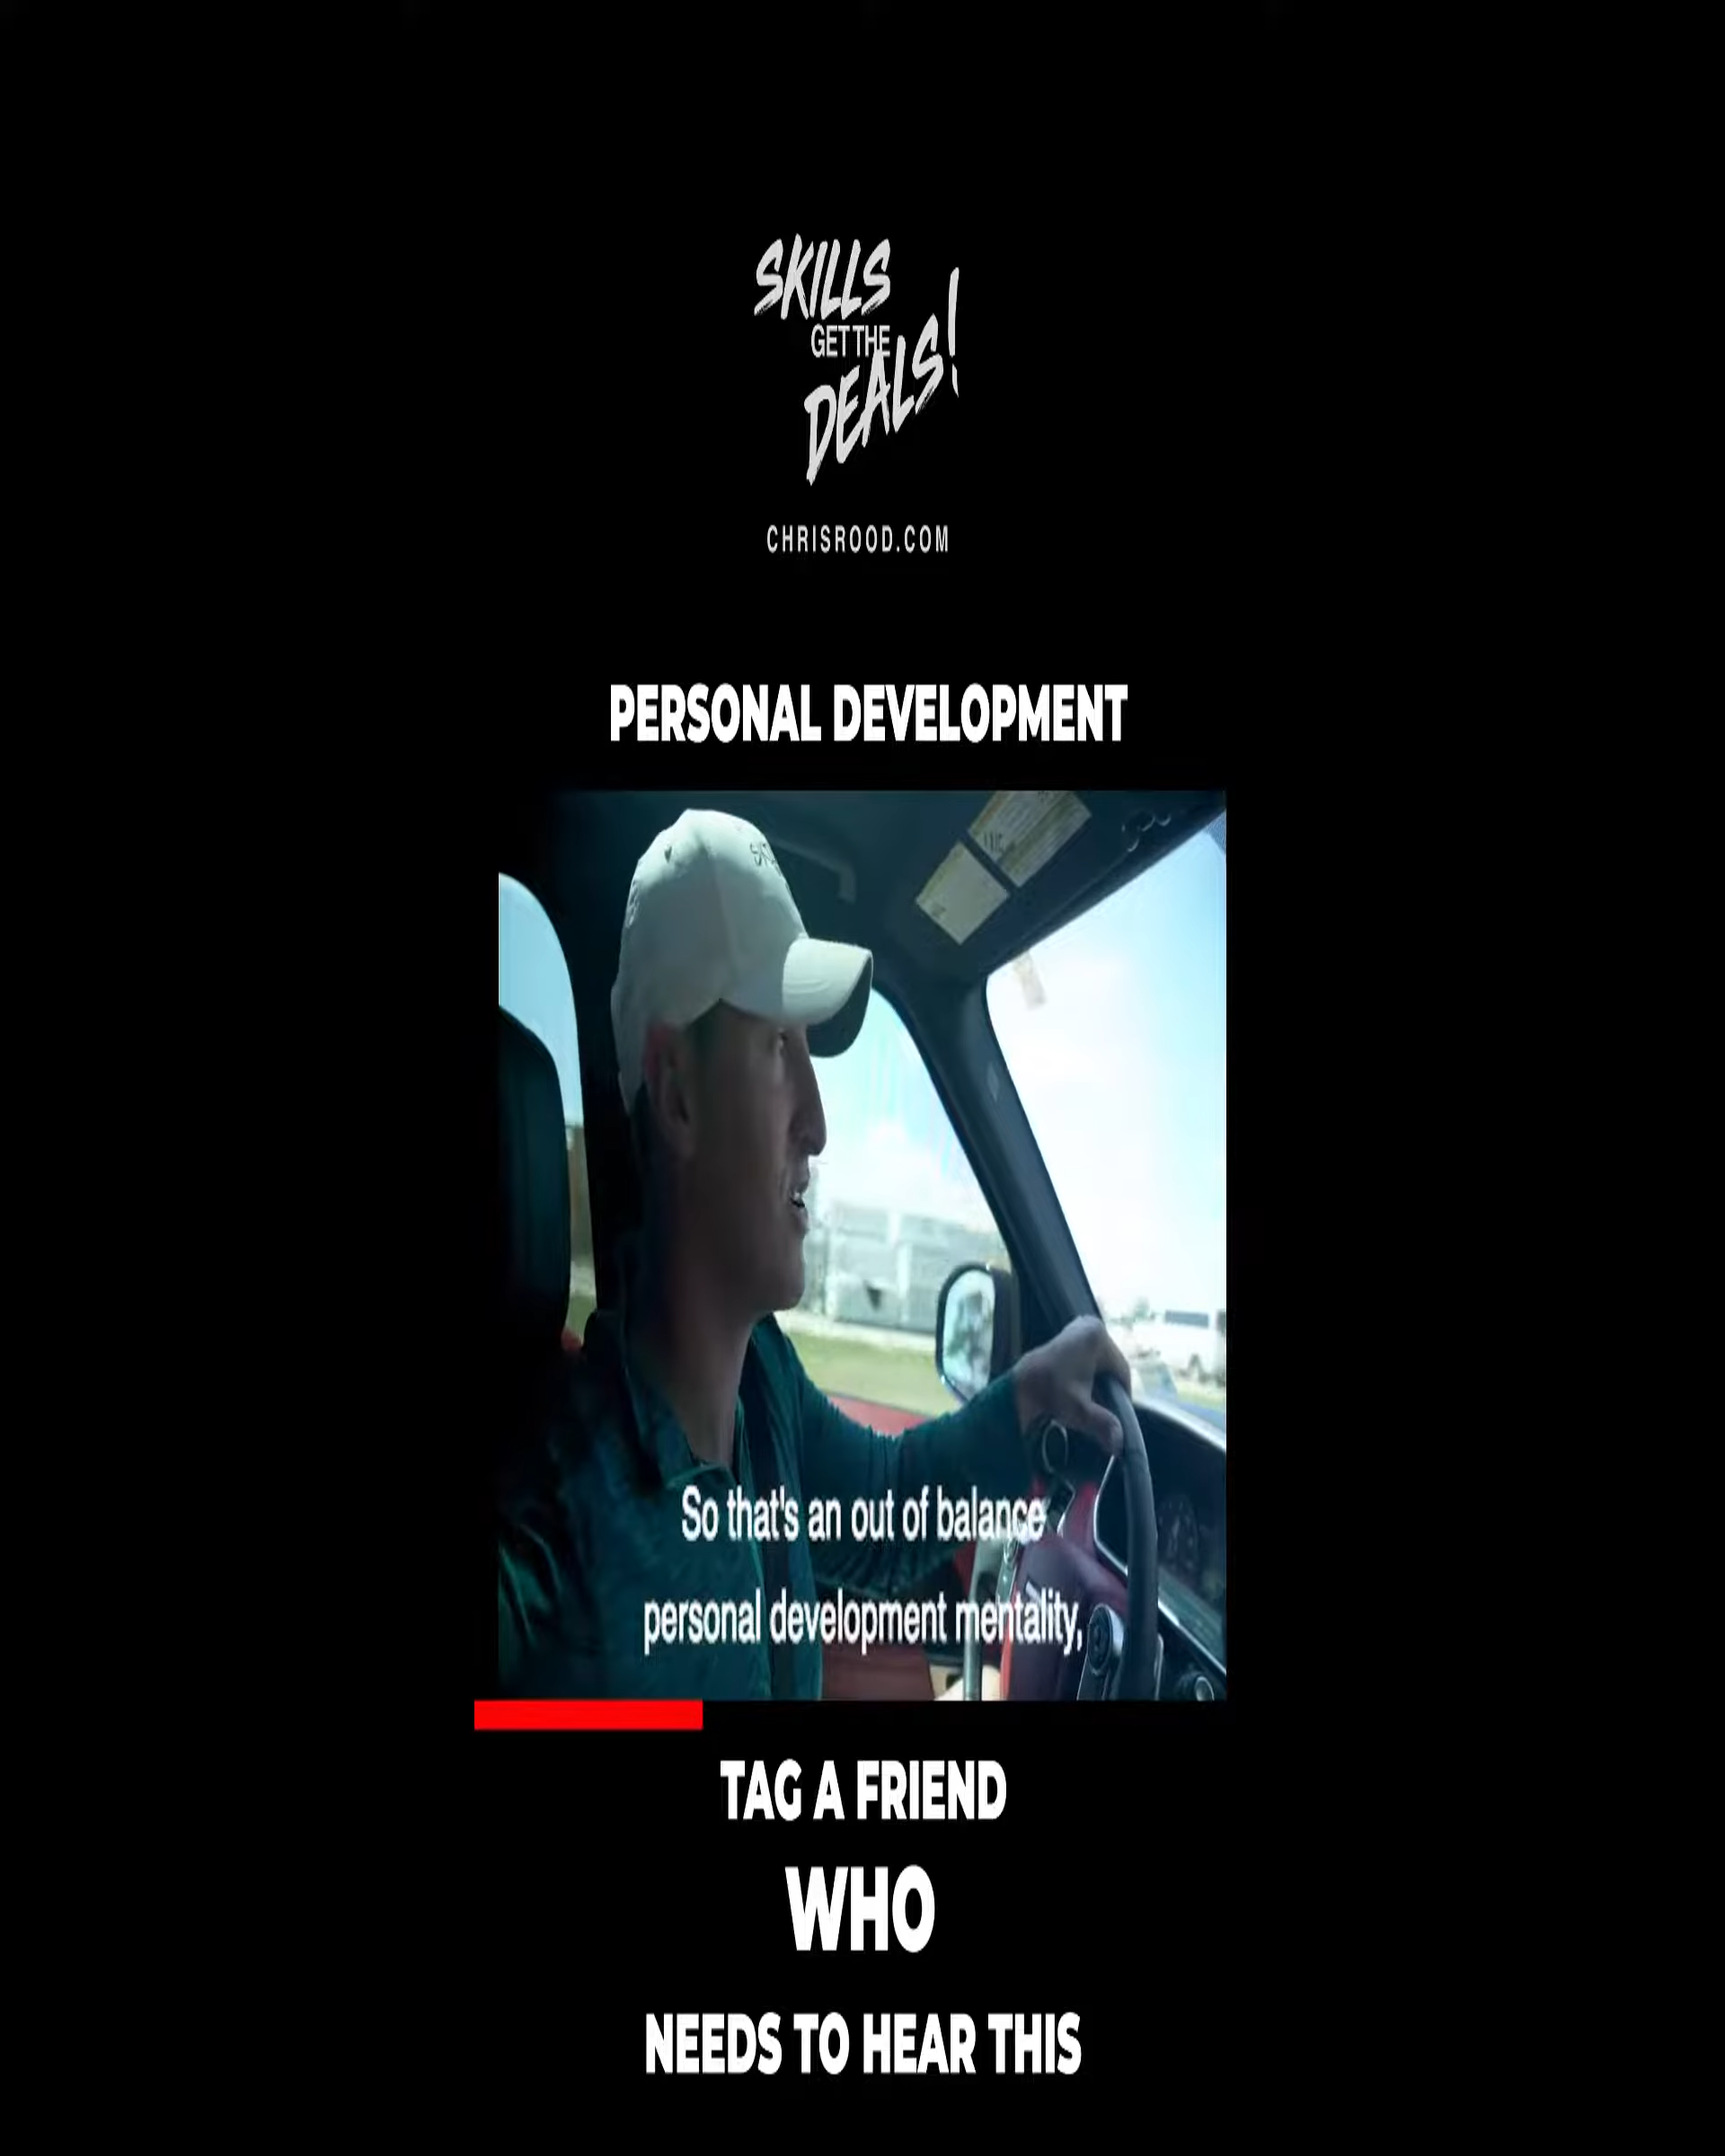 SKILLS
GET THE
DEALS!
CHRISROOD.COM
PERSONAL DEVELOPMENT
So that's an out of balance
personal development mentality,
TAG A FRIEND
WHO
NEEDS TO HEAR THIS